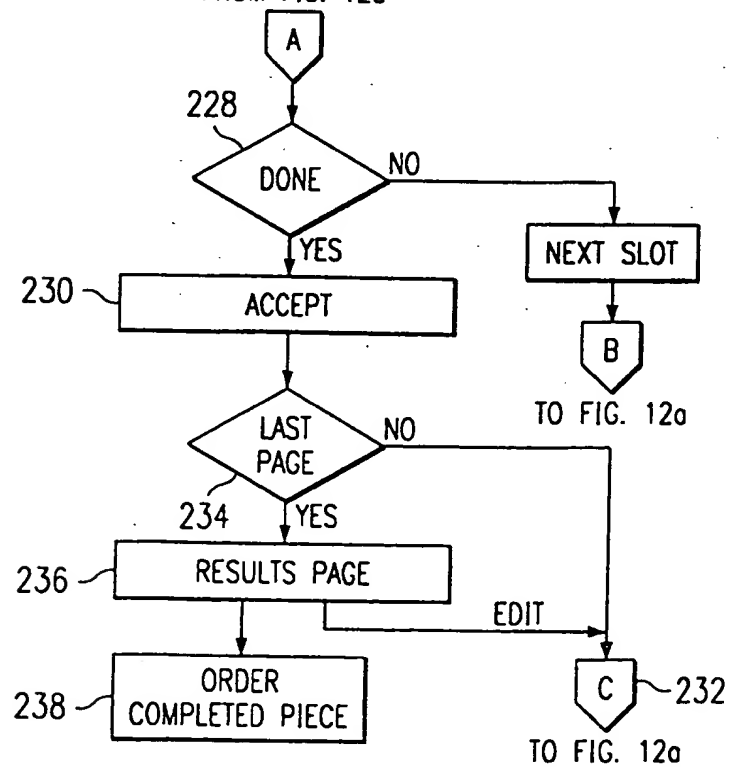 A
228
DONE
NO
YES
NEXT SLOT
230
ACCEPT
B
TO FIG. 12a
LAST
PAGE
NO
234
YES
236
RESULTS PAGE
EDIT
ORDER
COMPLETED PIECE
238
C
232
TO FIG. 12a